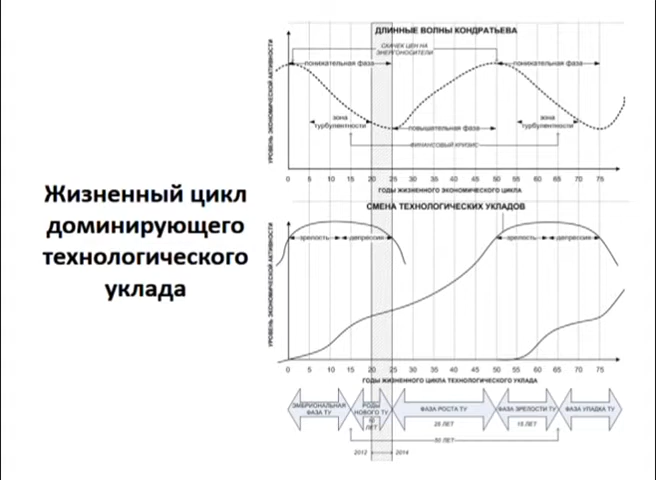 Жизненный цикл
доминирующего
технологического
уклада
ДЛИННЫЕ ВОЛНЫ КОНДРАТЬЕВА
СКАЧЕК ЦЕН НА
ЭНЕРГОНОСИТЕЛИ
понижательная фаза
понижательная фаза
зона
турбулентности
зона
турбулентности
повышательная фаза
ФИНАНСОВЫЙ КРИЗИС
УРОВЕНЬ ЭКОНОМИЧЕСКОЙ АКТИВНОСТИ
0 5 10 15 20 25 30 35 40 45 50 55 60 65 70 75
ГОДЫ ЖИЗНЕННОГО ЭКОНОМИЧЕСКОГО ЦИКЛА
СМЕНА ТЕХНОЛОГИЧЕСКИХ УКЛАДОВ
зрелость депрессия зрелость депрессия
УРОВЕНЬ ЭКОНОМИЧЕСКОЙ АКТИВНОСТИ
0 5 10 15 20 25 30 35 40 45 50 55 60 65 70 75
ГОДЫ ЖИЗНЕННОГО ЦИКЛА ТЕХНОЛОГИЧЕСКОГО УКЛАДА
ЭМБРИОНАЛЬНАЯ
ФАЗА ТУ
РОДЫ
НОВОГО ТУ
10
ЛЕТ
ФАЗА РОСТА ТУ
25 ЛЕТ
ФАЗА ЗРЕЛОСТИ ТУ
15 ЛЕТ
ФАЗА УПАДКА ТУ
50 ЛЕТ
2012 2014